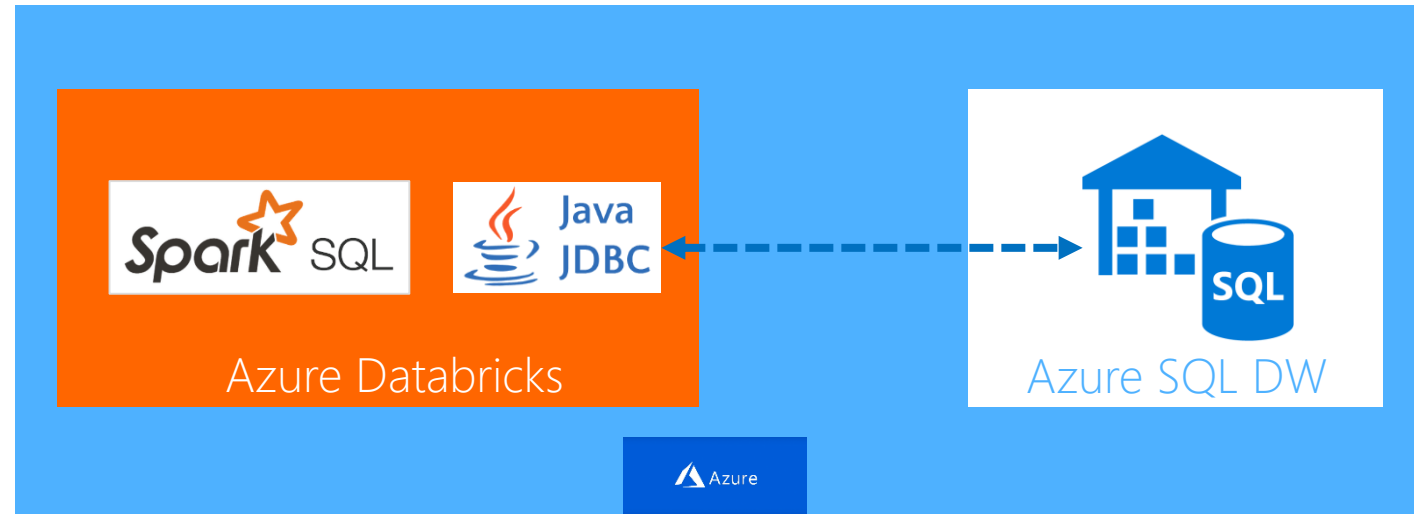 Spark SQL
Java
JDBC
SQL
Azure Databricks
Azure SQL DW
Azure